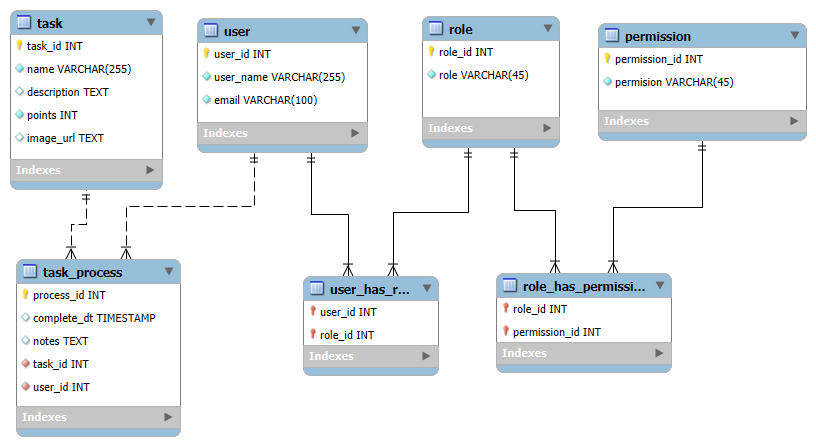 task
task_id INT
name VARCHAR(255)
description TEXT
points INT
image_url TEXT
Indexes
user
user_id INT
user_name VARCHAR(255)
email VARCHAR(100)
Indexes
role
role_id INT
role VARCHAR(45)
Indexes
permission
permission_id INT
permision VARCHAR(45)
Indexes
task_process
process_id INT
complete_dt TIMESTAMP
notes TEXT
task_id INT
user_id INT
Indexes
user_has_r...
user_id INT
role_id INT
Indexes
role_has_permissi...
role_id INT
permission_id INT
Indexes